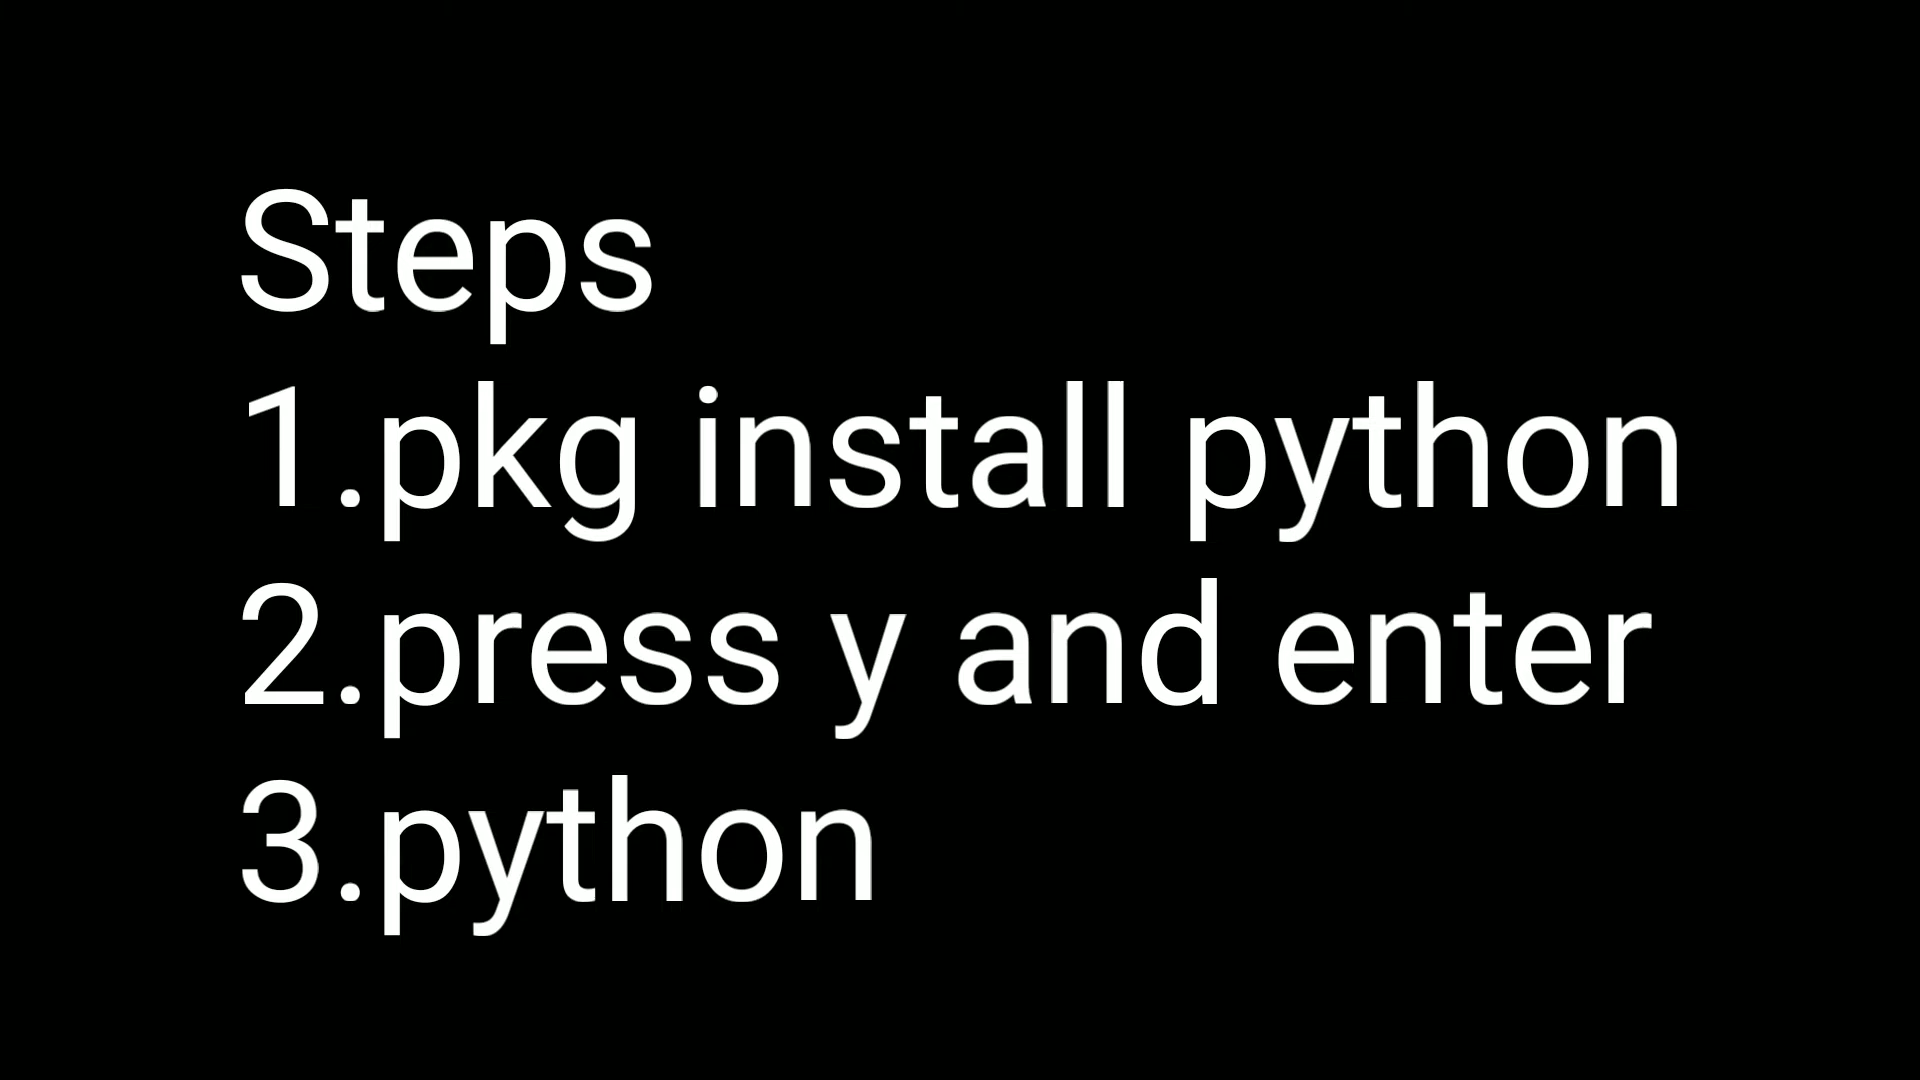 Steps
1.pkg install python
2.press y and enter
3.python